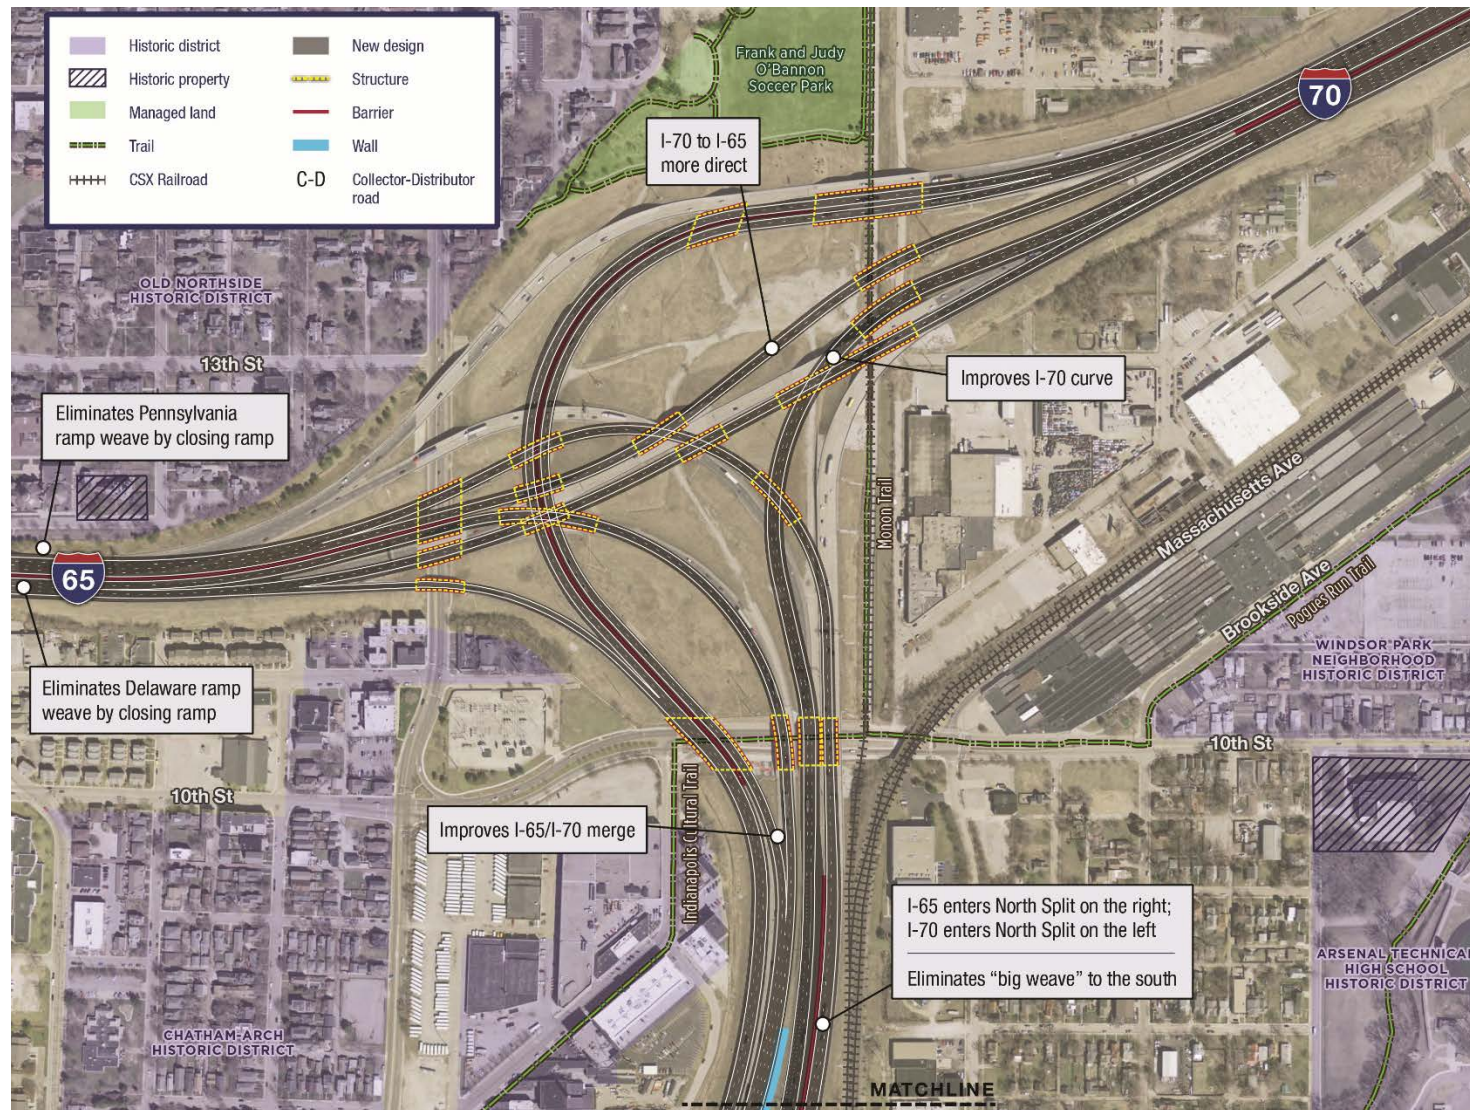 Historic district
Historic property
Managed land
Trail
CSX Railroad
New design
Structure
Barrier
Wall
C-D
Collector-Distributor
road
Frank and Judy
O'Bannon
Soccer Park
70
I-70 to I-65
more direct
OLD NORTHSIDE
HISTORIC DISTRICT
13th St
Improves I-70 curve
Eliminates Pennsylvania
ramp weave by closing ramp
65
Monon Trail
Massachusetts Ave
Brookside Ave
Pogues Run Trail
WINDSOR PARK
NEIGHBORHOOD
HISTORIC DISTRICT
Eliminates Delaware ramp
weave by closing ramp
10th St
10th St
Improves I-65/I-70 merge
Indianapolis Cultural Trail
I-65 enters North Split on the right;
I-70 enters North Split on the left
Eliminates “big weave” to the south
ARSENAL TECHNICAL
HIGH SCHOOL
HISTORIC DISTRICT
CHATHAM-ARCH
HISTORIC DISTRICT
MATCHLINE